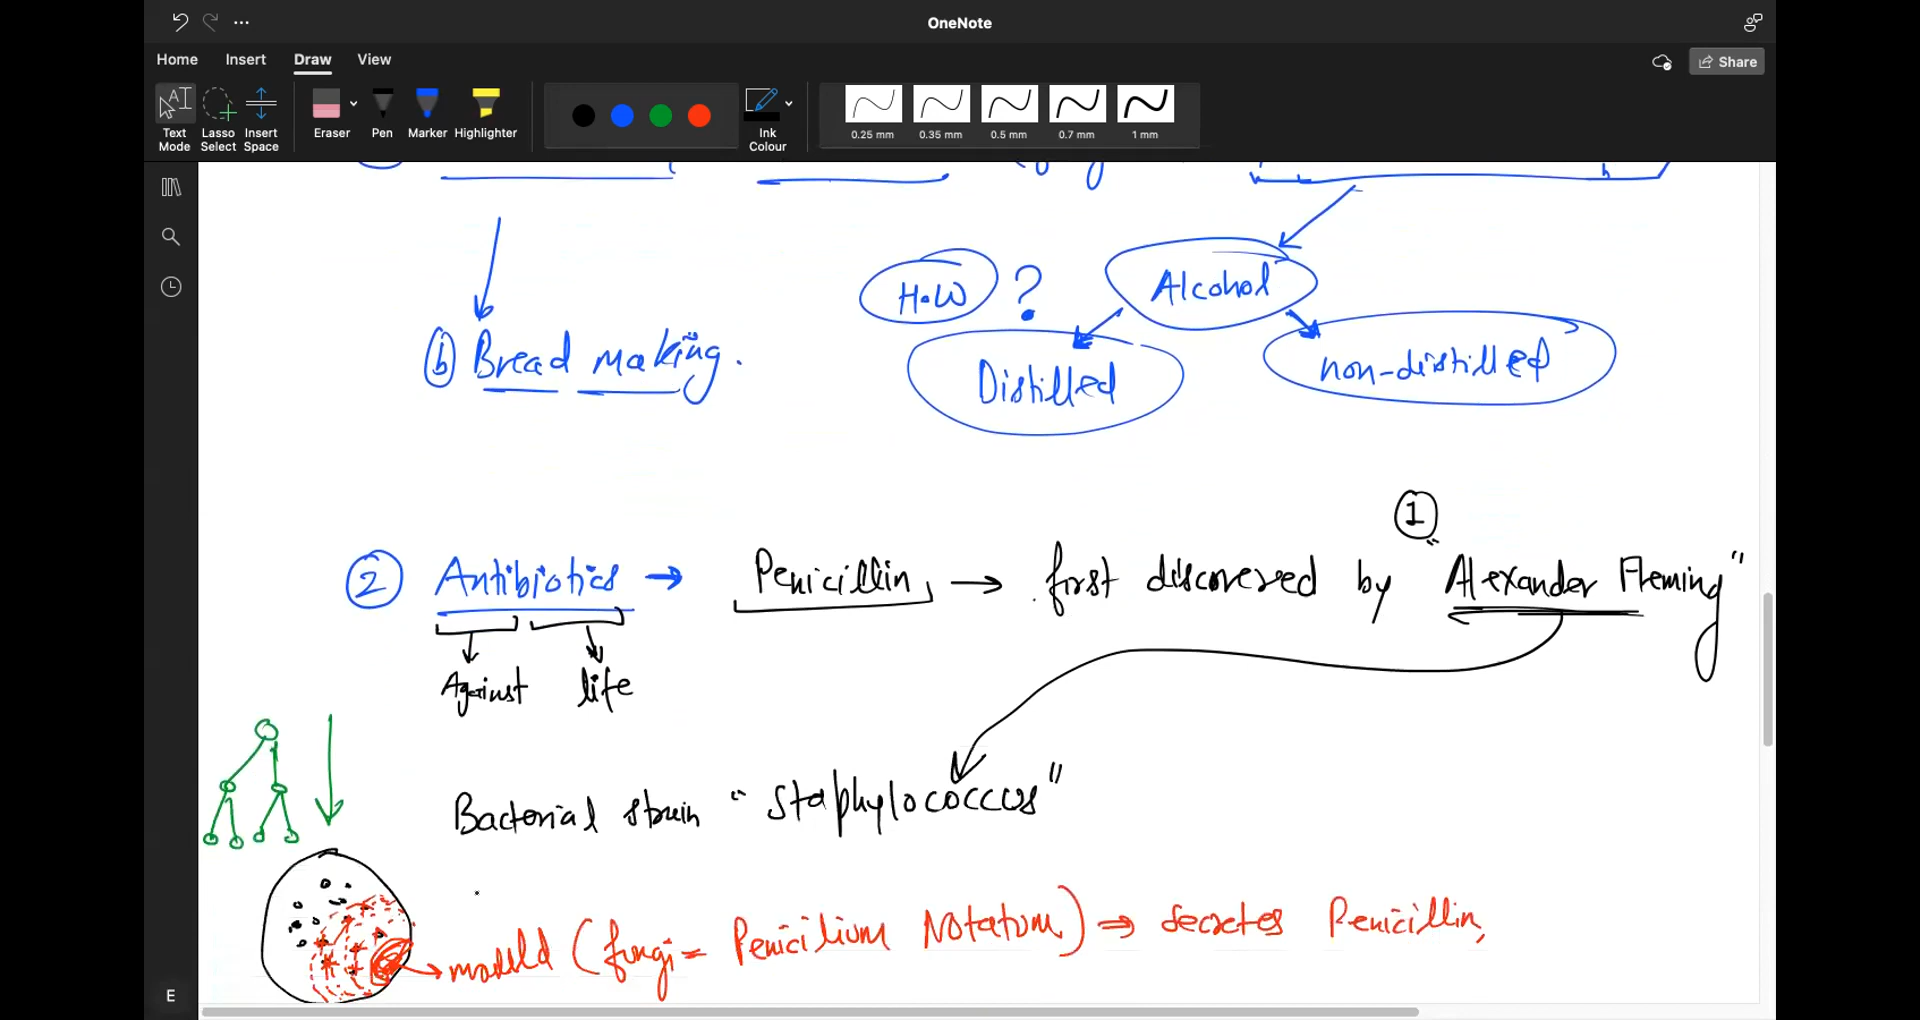 OneNote
Home Insert Draw View
Share
Text Mode
Lasso Select
Insert Space
Eraser
Pen
Marker
Highlighter
Ink Colour
0.25 mm
0.35 mm
0.5 mm
0.7 mm
1 mm
H.W ? Alcohol
(b) Bread making.
Distilled non-distilled
1
2 Antibiotics → Penicillin → first discovered by "Alexander Fleming"
Against life
Bacterial strain "Staphylococcus"
→ moulld (fungi = Penicilium Notatum) ⇒ secretes Penicillin,
E